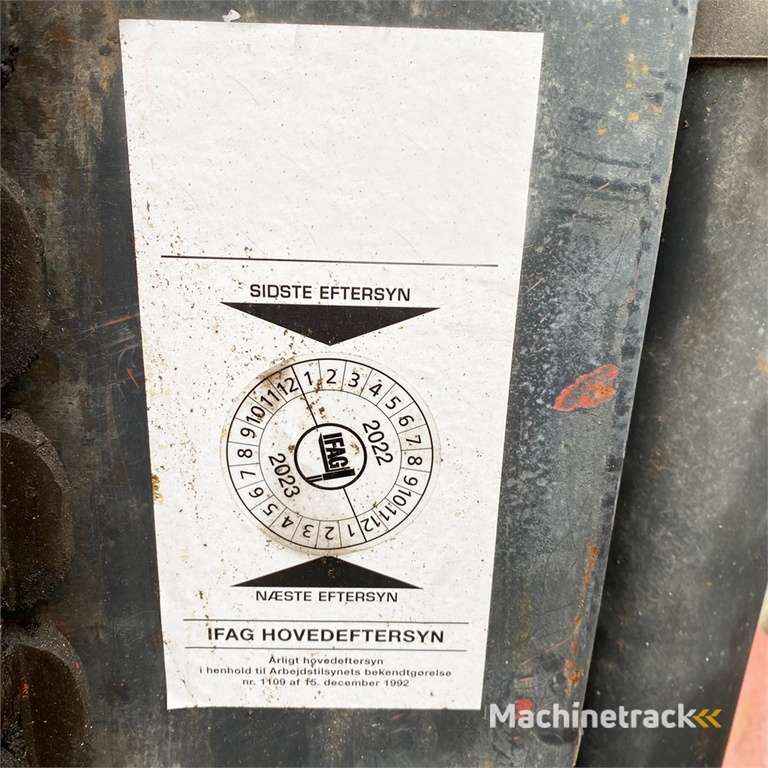 SIDSTE EFTERSYN
1 2 3 4 5 6 7 8 9 10 11 12
2022
IFAG
2023
1 2 3 4 5 6 7 8 9 10 11 12
NÆSTE EFTERSYN
IFAG HOVEDEFTERSYN
Årligt hovedeftersyn
i henhold til Arbejdstilsynets bekendtgørelse
nr. 1109 af 15. december 1992
Machinetrack